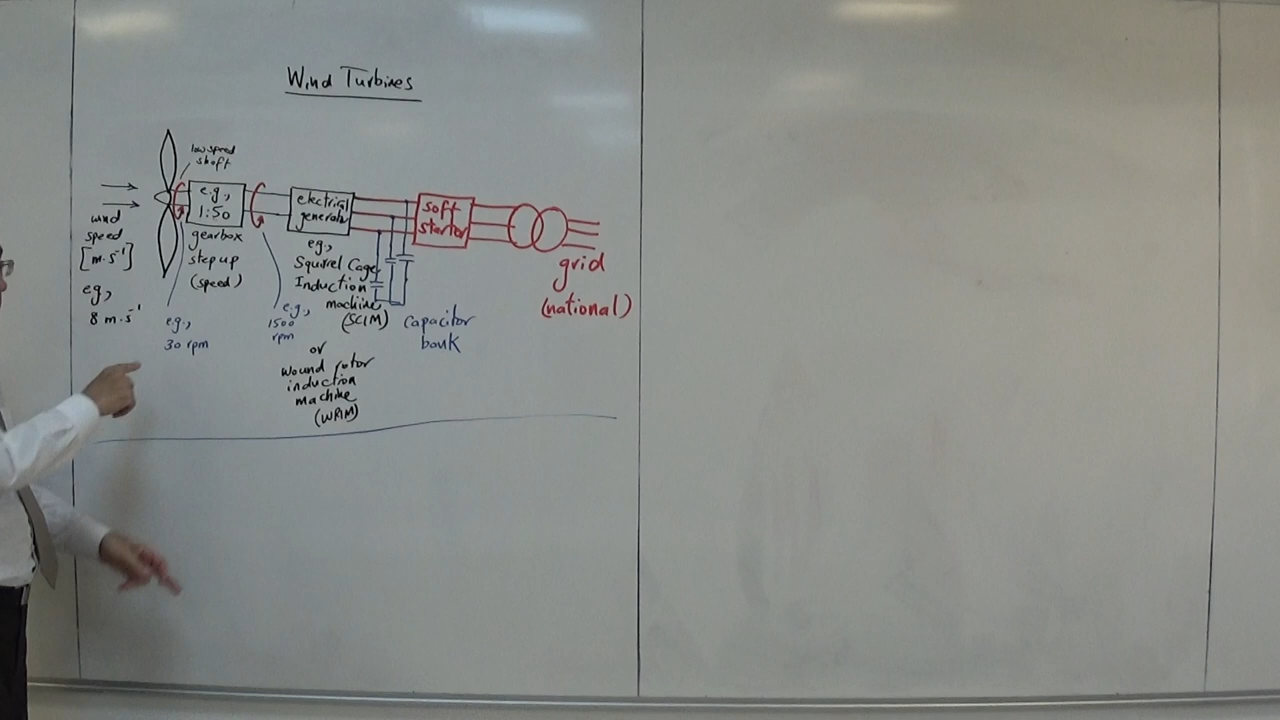 Wind Turbines
low speed
shaft
wind
speed
[m.s⁻¹]
eg,
8 m.s⁻¹
e.g.,
1:50
gearbox
step up
(speed)
e.g.,
30 rpm
e.g.,
1500
rpm
electrical
generator
eg,
Squirrel Cage
Induction
machine
(SCIM)
or
wound rotor
induction
machine
(WRIM)
Capacitor
bank
soft
starter
grid
(national)